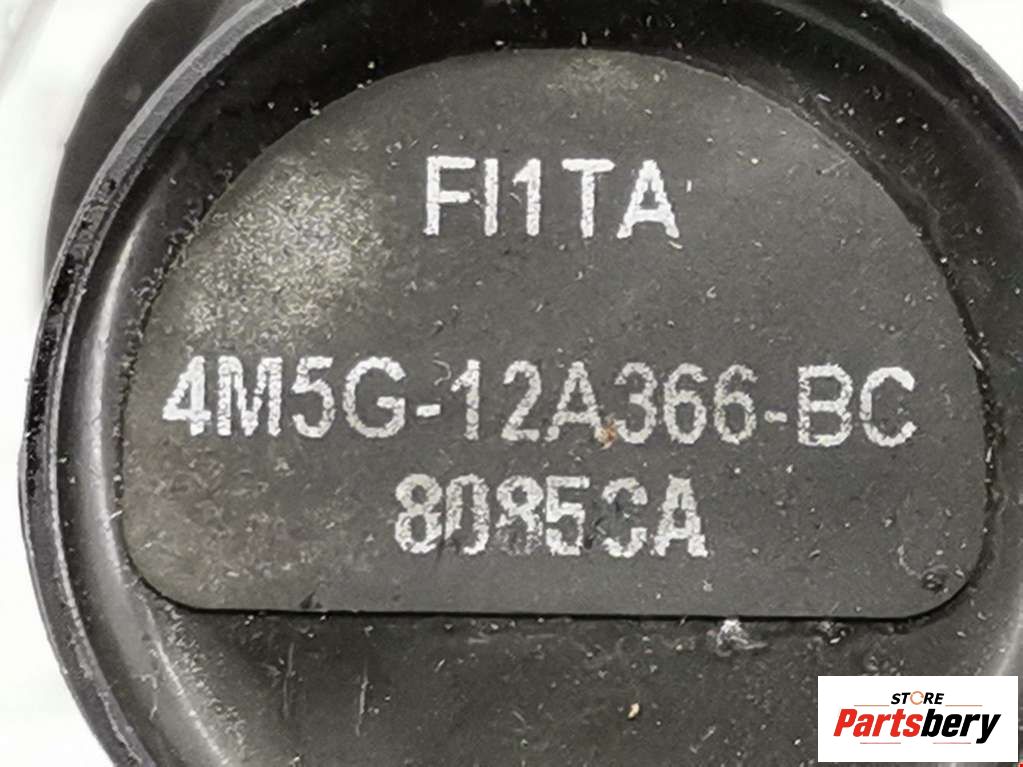 FI1TA
4M5G-12A366-BC
8085CA
STORE
Partsbery